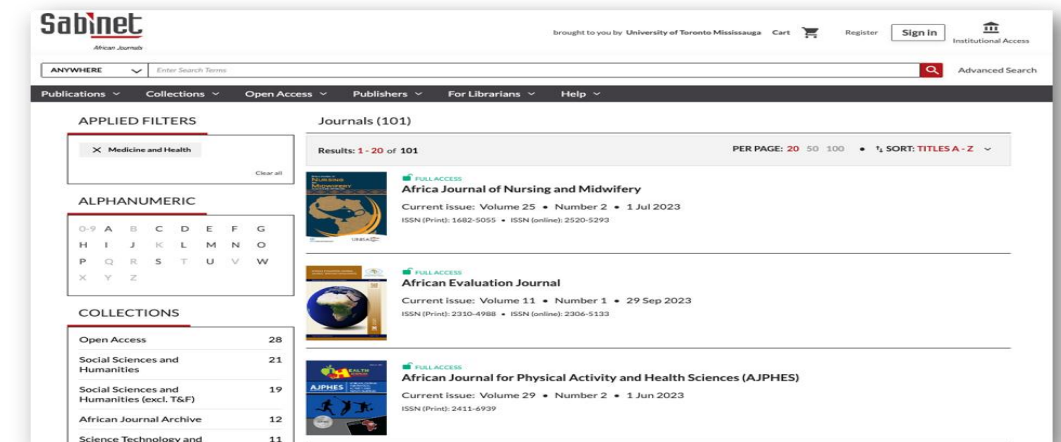 Sabinet
African Journals
brought to you by University of Toronto Mississauga Cart Register Sign in Institutional Access
ANYWHERE Enter Search Terms Advanced Search
Publications Collections Open Access Publishers For Librarians Help
APPLIED FILTERS
X Medicine and Health
Clear all
ALPHANUMERIC
0-9 A B C D E F G
H I J K L M N O
P Q R S T U V W
X Y Z
COLLECTIONS
Open Access 28
Social Sciences and
Humanities 21
Social Sciences and
Humanities (excl. T&F) 19
African Journal Archive 12
Science Technology and 11
Journals (101)
Results: 1 - 20 of 101 PER PAGE: 20 50 100 • SORT: TITLES A - Z
FULL ACCESS
Africa Journal of Nursing and Midwifery
Current issue: Volume 25 • Number 2 • 1 Jul 2023
ISSN (Print): 1682-5055 • ISSN (online): 2520-5293
FULL ACCESS
African Evaluation Journal
Current issue: Volume 11 • Number 1 • 29 Sep 2023
ISSN (Print): 2310-4988 • ISSN (online): 2306-5133
AJPHES
FULL ACCESS
African Journal for Physical Activity and Health Sciences (AJPHES)
Current issue: Volume 29 • Number 2 • 1 Jun 2023
ISSN (Print): 2411-6939